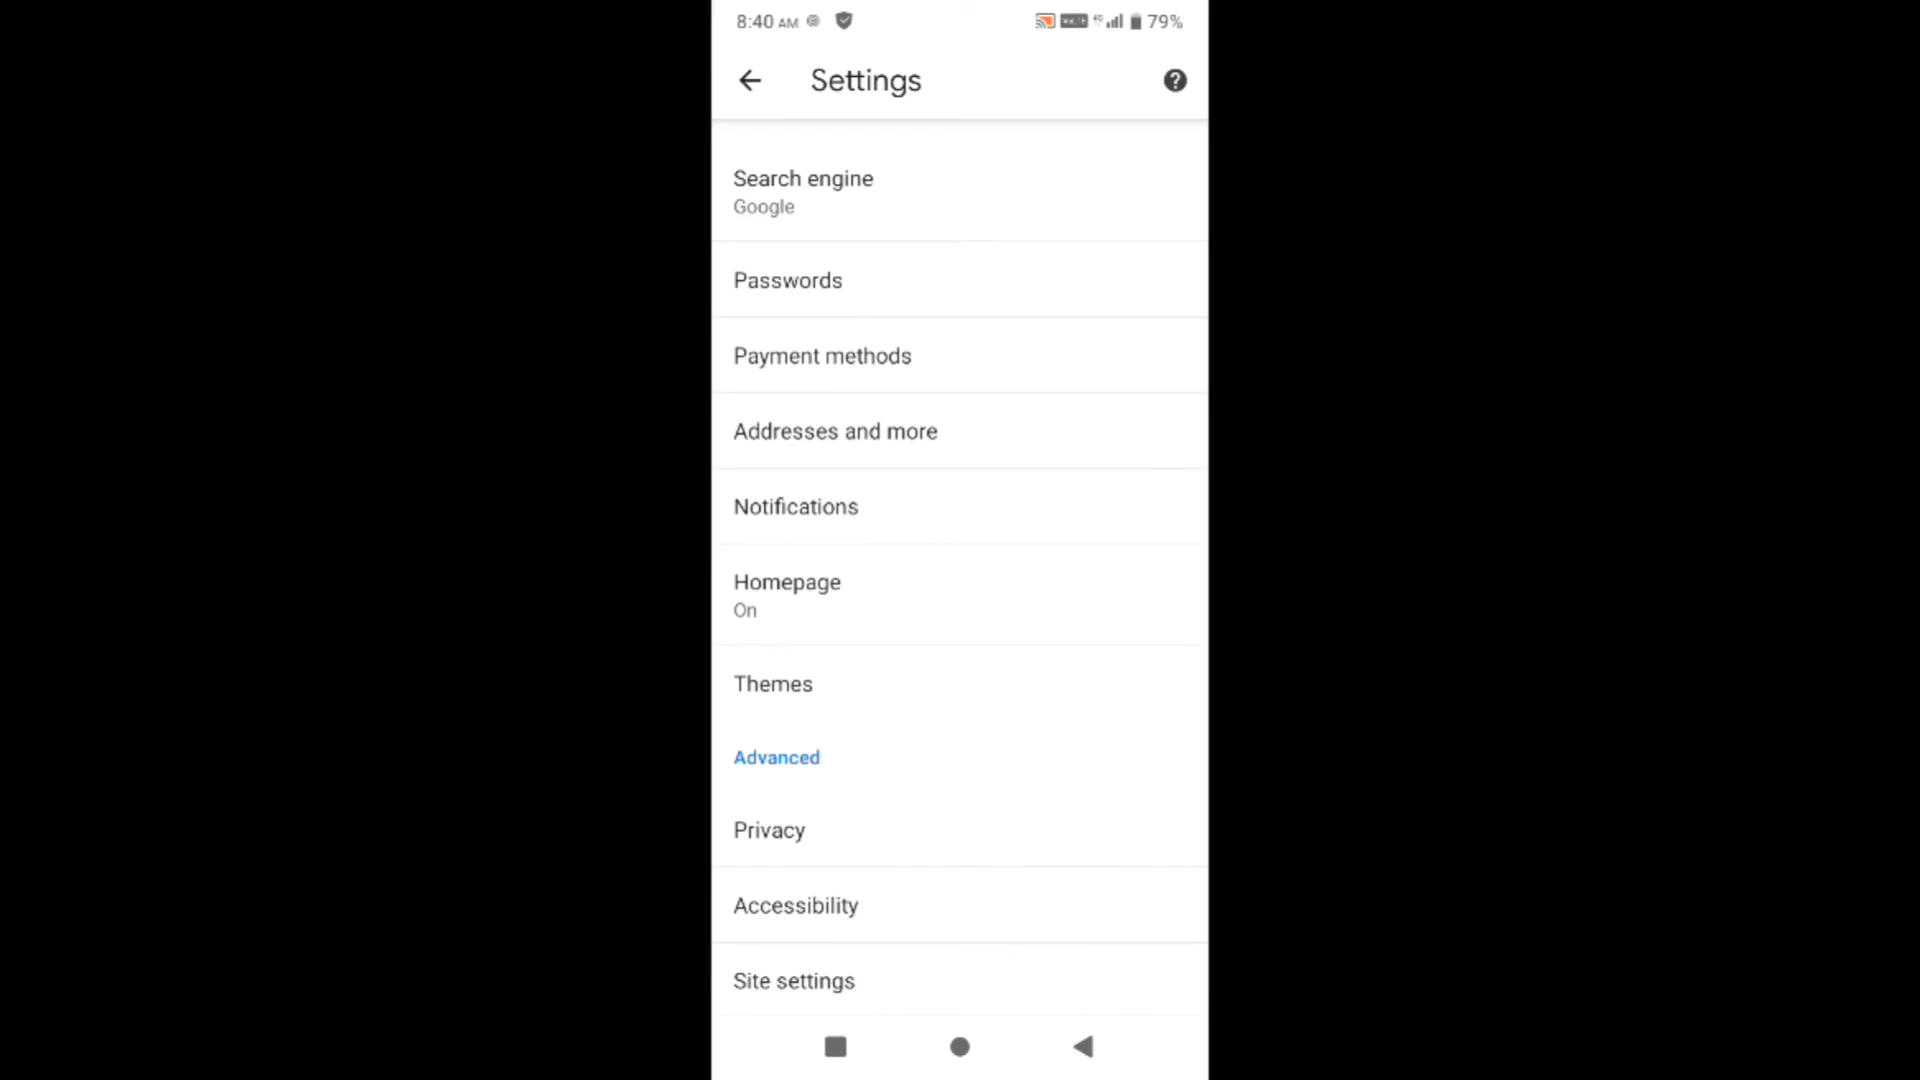 8:40 AM
79%
Settings
Search engine
Google
Passwords
Payment methods
Addresses and more
Notifications
Homepage
On
Themes
Advanced
Privacy
Accessibility
Site settings